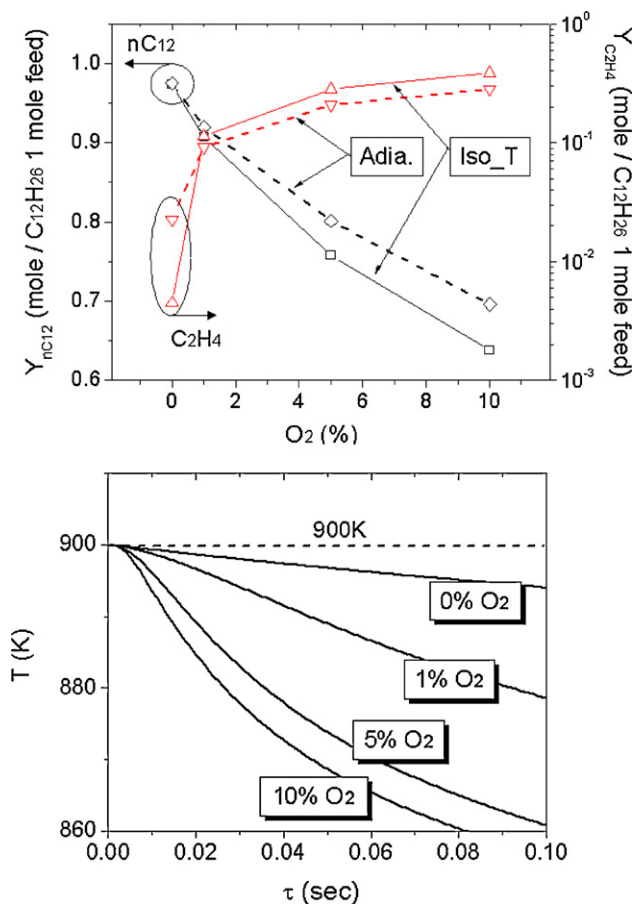 nC12
C2H4
Adia.
Iso_T
1.0
0.9
0.8
0.7
0.6
Y_nC12 (mole / C12H26 1 mole feed)
10^0
10^-1
10^-2
10^-3
Y_C2H4 (mole / C12H26 1 mole feed)
0 2 4 6 8 10
O2 (%)
900K
0% O2
1% O2
5% O2
10% O2
900
880
860
T (K)
0.00 0.02 0.04 0.06 0.08 0.10
τ (sec)